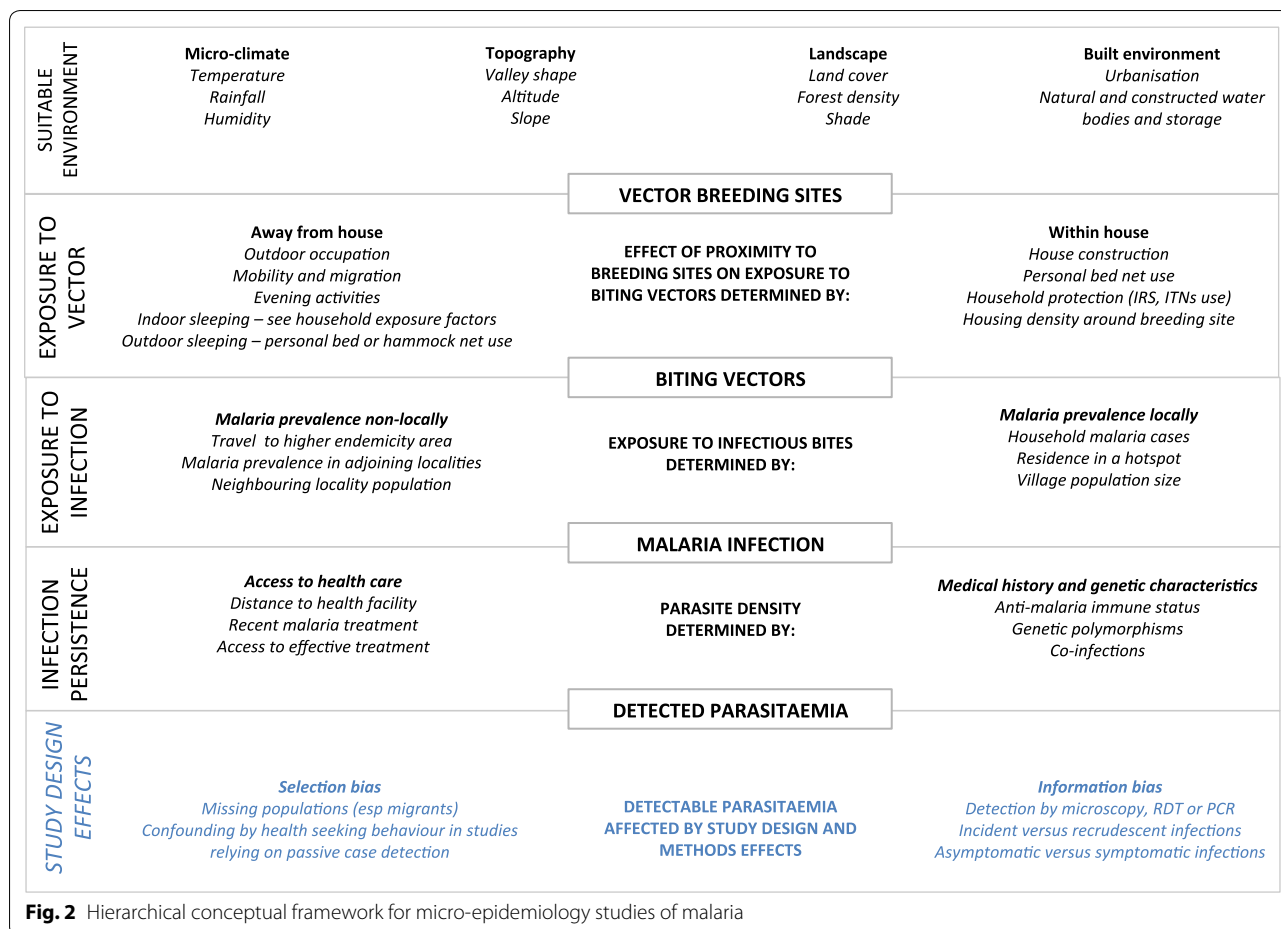 SUITABLE
ENVIRONMENT
Micro-climate
Temperature
Rainfall
Humidity
Topography
Valley shape
Altitude
Slope
Landscape
Land cover
Forest density
Shade
Built environment
Urbanisation
Natural and constructed water
bodies and storage
VECTOR BREEDING SITES
EXPOSURE TO
VECTOR
Away from house
Outdoor occupation
Mobility and migration
Evening activities
Indoor sleeping – see household exposure factors
Outdoor sleeping – personal bed or hammock net use
EFFECT OF PROXIMITY TO
BREEDING SITES ON EXPOSURE TO
BITING VECTORS DETERMINED BY:
Within house
House construction
Personal bed net use
Household protection (IRS, ITNs use)
Housing density around breeding site
BITING VECTORS
EXPOSURE TO
INFECTION
Malaria prevalence non-locally
Travel to higher endemicity area
Malaria prevalence in adjoining localities
Neighbouring locality population
EXPOSURE TO INFECTIOUS BITES
DETERMINED BY:
Malaria prevalence locally
Household malaria cases
Residence in a hotspot
Village population size
MALARIA INFECTION
INFECTION
PERSISTENCE
Access to health care
Distance to health facility
Recent malaria treatment
Access to effective treatment
PARASITE DENSITY
DETERMINED BY:
Medical history and genetic characteristics
Anti-malaria immune status
Genetic polymorphisms
Co-infections
DETECTED PARASITAEMIA
STUDY DESIGN
EFFECTS
Selection bias
Missing populations (esp migrants)
Confounding by health seeking behaviour in studies
relying on passive case detection
DETECTABLE PARASITAEMIA
AFFECTED BY STUDY DESIGN AND
METHODS EFFECTS
Information bias
Detection by microscopy, RDT or PCR
Incident versus recrudescent infections
Asymptomatic versus symptomatic infections
Fig. 2 Hierarchical conceptual framework for micro-epidemiology studies of malaria